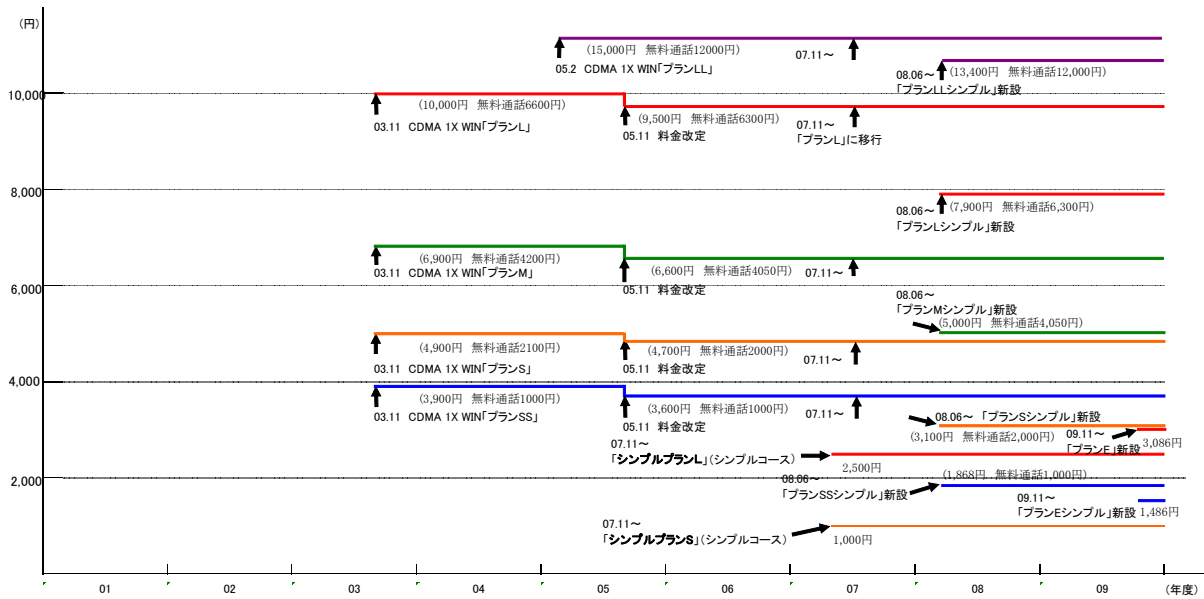 (円)
(15,000円 無料通話12000円)
07.11～
05.2 CDMA 1X WIN「プランLL」
08.06～
(13,400円 無料通話12,000円)
「プランLLシンプル」新設
10,000
(10,000円 無料通話6600円)
(9,500円 無料通話6300円)
03.11 CDMA 1X WIN「プランL」
05.11 料金改定
07.11～
「プランL」に移行
8,000
08.06～
(7,900円 無料通話6,300円)
「プランLシンプル」新設
(6,900円 無料通話4200円)
03.11 CDMA 1X WIN「プランM」
(6,600円 無料通話4050円)
07.11～
05.11 料金改定
6,000
08.06～
「プランMシンプル」新設
(5,000円 無料通話4,050円)
(4,900円 無料通話2100円)
(4,700円 無料通話2000円)
07.11～
03.11 CDMA 1X WIN「プランS」
05.11 料金改定
4,000
(3,900円 無料通話1000円)
(3,600円 無料通話1000円)
07.11～
03.11 CDMA 1X WIN「プランSS」
05.11 料金改定
08.06～ 「プランSシンプル」新設
(3,100円 無料通話2,000円)
09.11～
「プランE」新設
3,086円
07.11～
「シンプルプランL」(シンプルコース)
2,500円
2,000
08.06～
「プランSSシンプル」新設
(1,868円 無料通話1,000円)
09.11～
「プランEシンプル」新設
1,486円
07.11～
「シンプルプランS」(シンプルコース)
1,000円
01 02 03 04 05 06 07 08 09 (年度)